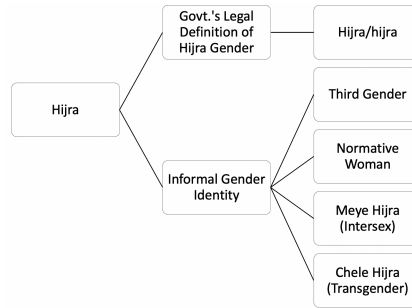 Hijra
Govt.'s Legal
Definition of
Hijra Gender
Hijra/hijra
Informal Gender
Identity
Third Gender
Normative
Woman
Meye Hijra
(Intersex)
Chele Hijra
(Transgender)